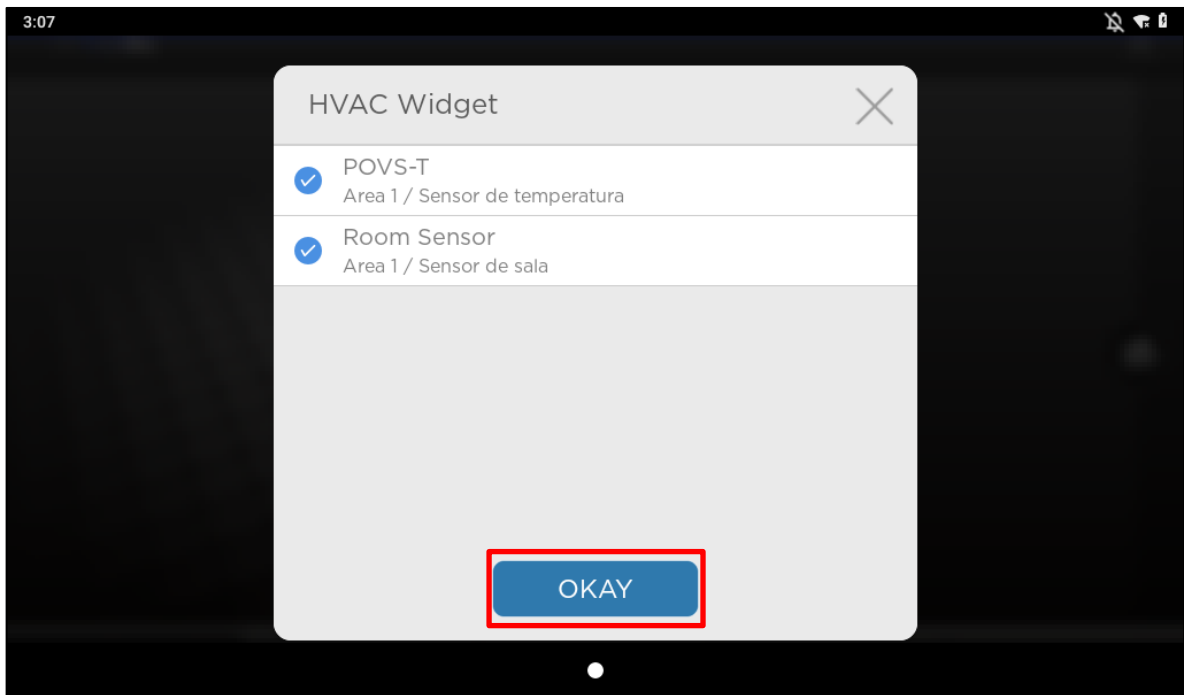 3:07
HVAC Widget
POVS-T
Area 1 / Sensor de temperatura
Room Sensor
Area 1 / Sensor de sala
OKAY